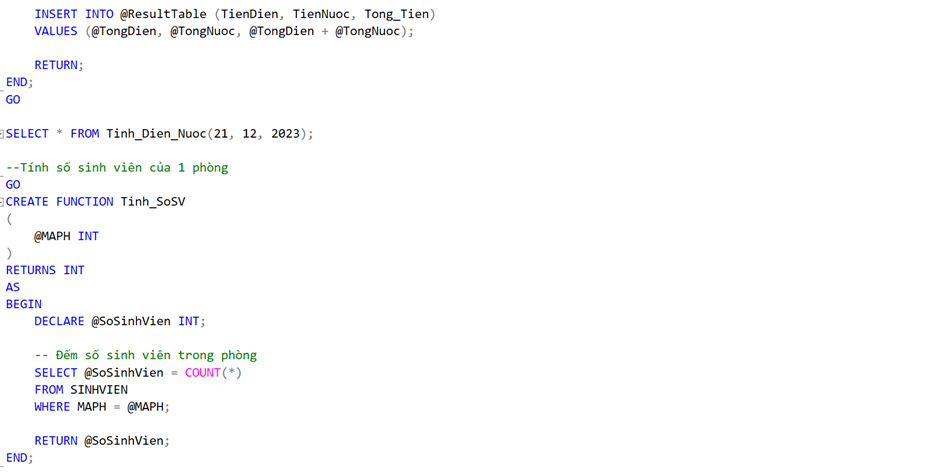 INSERT INTO @ResultTable (TienDien, TienNuoc, Tong_Tien)
VALUES (@TongDien, @TongNuoc, @TongDien + @TongNuoc);
RETURN;
END;
GO
SELECT * FROM Tinh_Dien_Nuoc(21, 12, 2023);
--Tính số sinh viên của 1 phòng
GO
CREATE FUNCTION Tinh_SoSV
(
@MAPH INT
)
RETURNS INT
AS
BEGIN
DECLARE @SoSinhVien INT;
-- Đếm số sinh viên trong phòng
SELECT @SoSinhVien = COUNT(*)
FROM SINHVIEN
WHERE MAPH = @MAPH;
RETURN @SoSinhVien;
END;